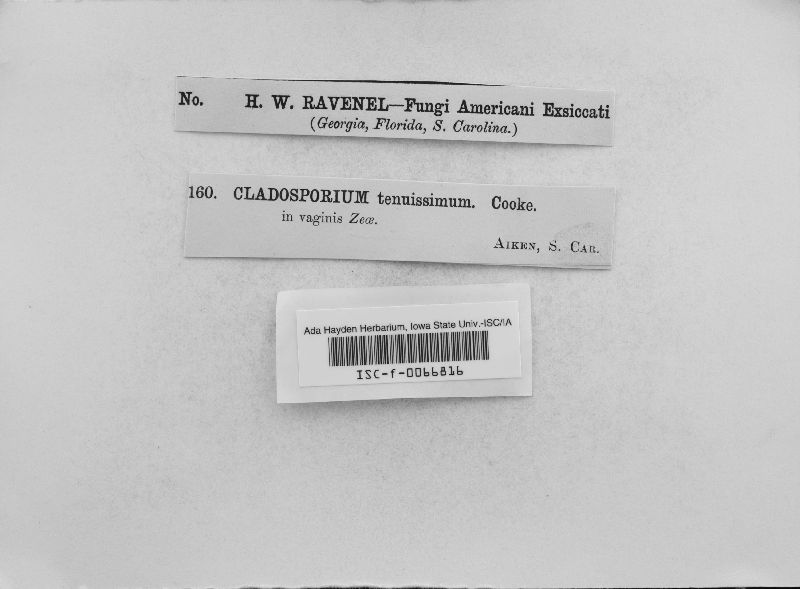 No. H. W. RAVENEL—Fungi Americani Exsiccati
(Georgia, Florida, S. Carolina.)
160. CLADOSPORIUM tenuissimum. Cooke.
in vaginis Zeæ.
AIKEN, S. CAR.
Ada Hayden Herbarium, Iowa State Univ.-ISC/IA
ISC-f-0066816